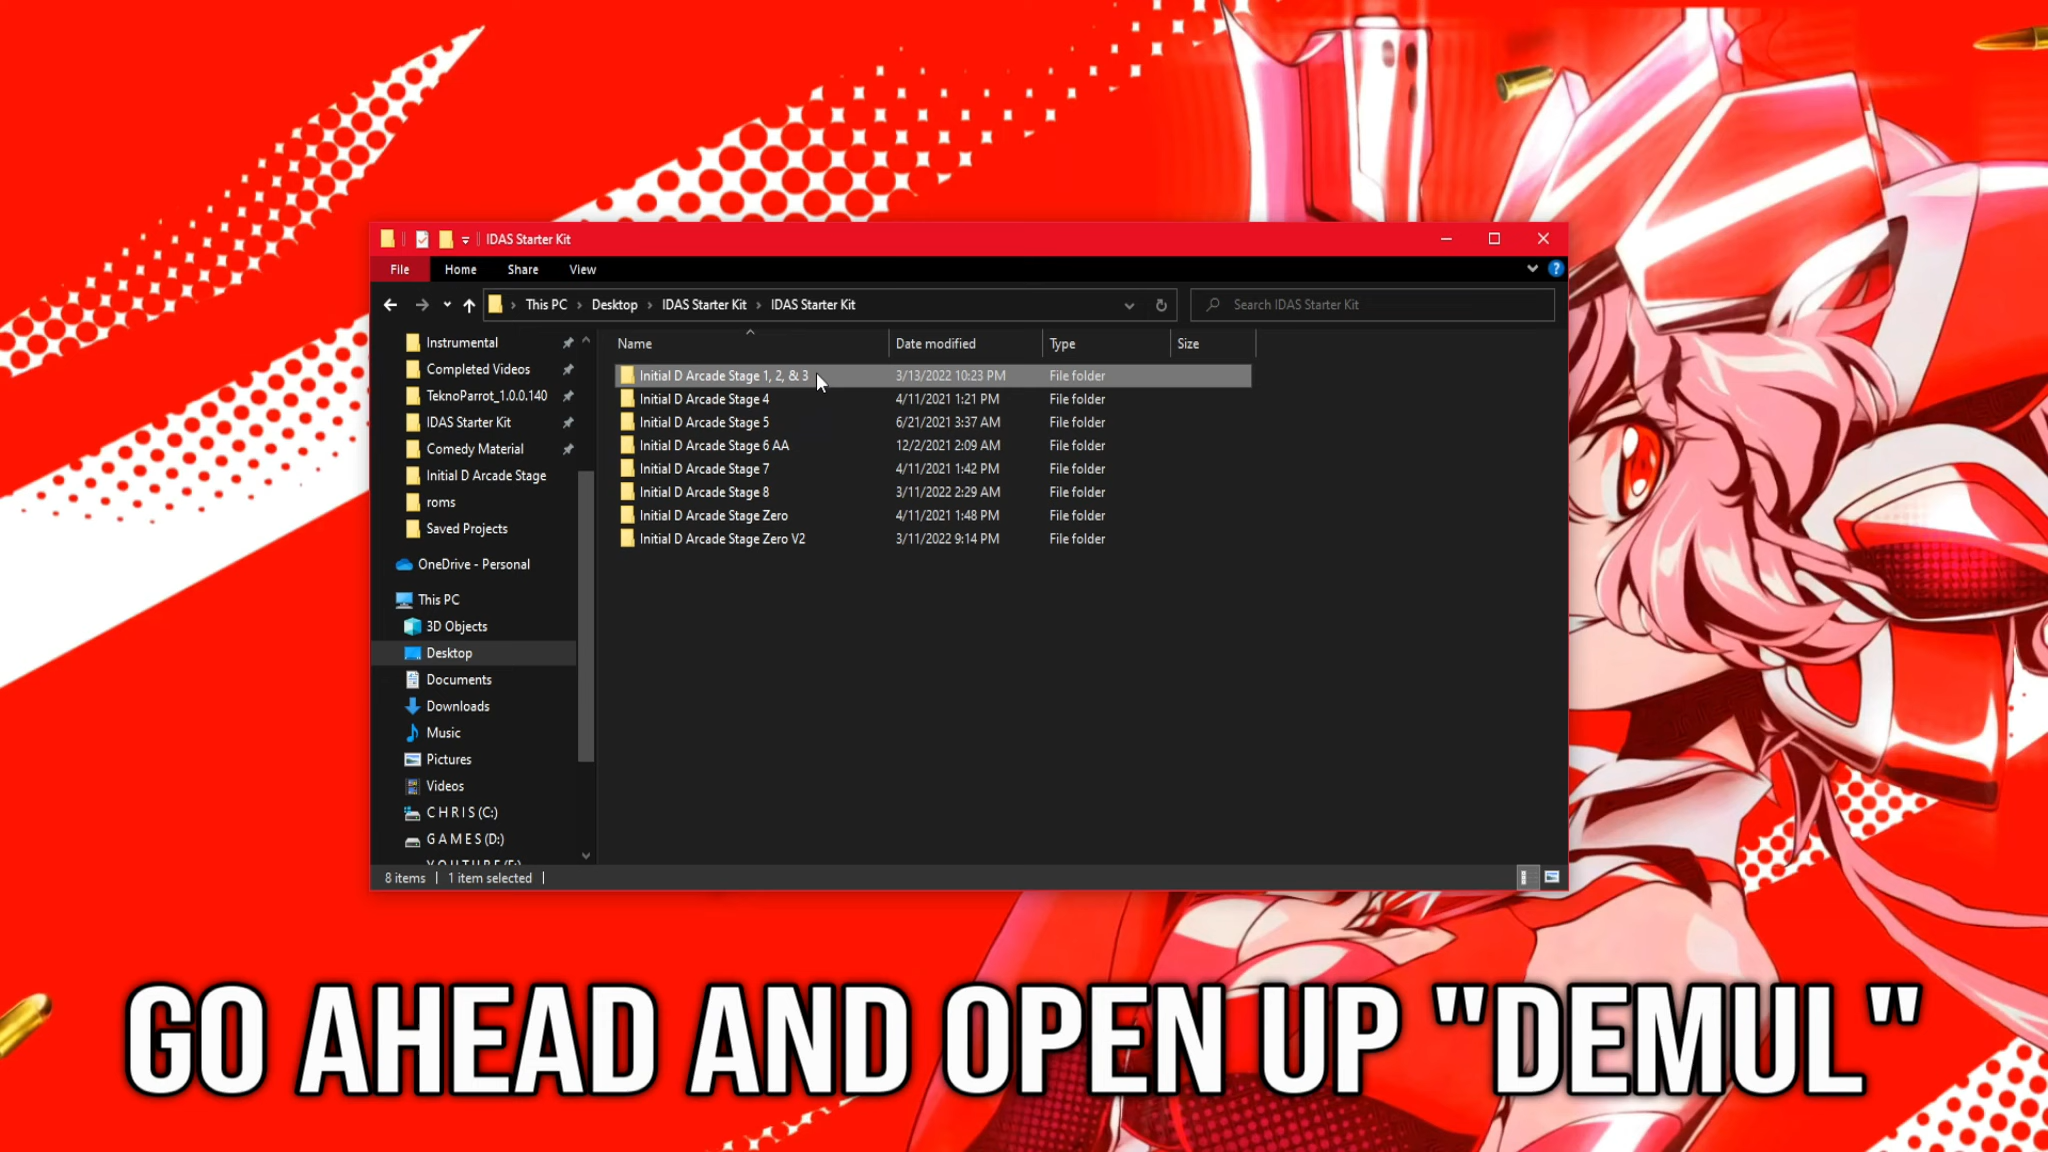 IDAS Starter Kit
File Home Share View
This PC Desktop IDAS Starter Kit IDAS Starter Kit
Search IDAS Starter Kit
Instrumental
Completed Videos
TeknoParrot_1.0.0.140
IDAS Starter Kit
Comedy Material
Initial D Arcade Stage
roms
Saved Projects
OneDrive - Personal
This PC
3D Objects
Desktop
Documents
Downloads
Music
Pictures
Videos
C H R I S (C:)
G A M E S (D:)
Y O U T U B E (F:)
Name Date modified Type Size
Initial D Arcade Stage 1, 2, & 3 3/13/2022 10:23 PM File folder
Initial D Arcade Stage 4 4/11/2021 1:21 PM File folder
Initial D Arcade Stage 5 6/21/2021 3:37 AM File folder
Initial D Arcade Stage 6 AA 12/2/2021 2:09 AM File folder
Initial D Arcade Stage 7 4/11/2021 1:42 PM File folder
Initial D Arcade Stage 8 3/11/2022 2:29 AM File folder
Initial D Arcade Stage Zero 4/11/2021 1:48 PM File folder
Initial D Arcade Stage Zero V2 3/11/2022 9:14 PM File folder
8 items 1 item selected
GO AHEAD AND OPEN UP "DEMUL"